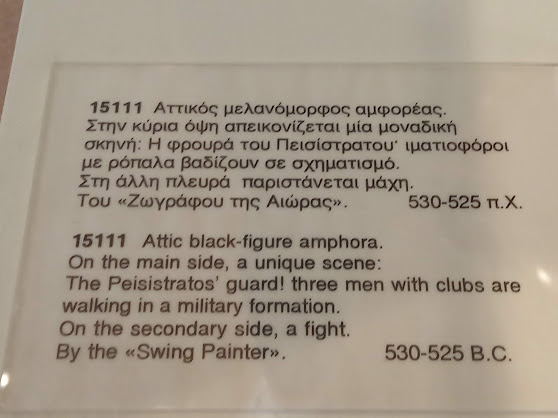 15111 Αττικός μελανόμορφος αμφορέας.
Στην κύρια όψη απεικονίζεται μία μοναδική
σκηνή: Η φρουρά του Πεισίστρατου· ιματιοφόροι
με ρόπαλα βαδίζουν σε σχηματισμό.
Στη άλλη πλευρά παριστάνεται μάχη.
Του «Ζωγράφου της Αιώρας». 530-525 π.Χ.
15111 Attic black-figure amphora.
On the main side, a unique scene:
The Peisistratos' guard! three men with clubs are
walking in a military formation.
On the secondary side, a fight.
By the «Swing Painter». 530-525 B.C.